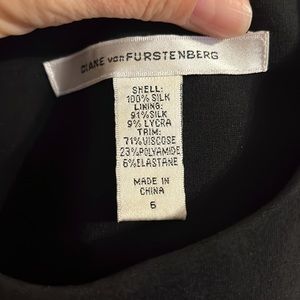 DIANE von FURSTENBERG
SHELL:
100% SILK
LINING:
91% SILK
9% LYCRA
TRIM:
71% VISCOSE
23% POLYAMIDE
6% ELASTANE
MADE IN
CHINA
6